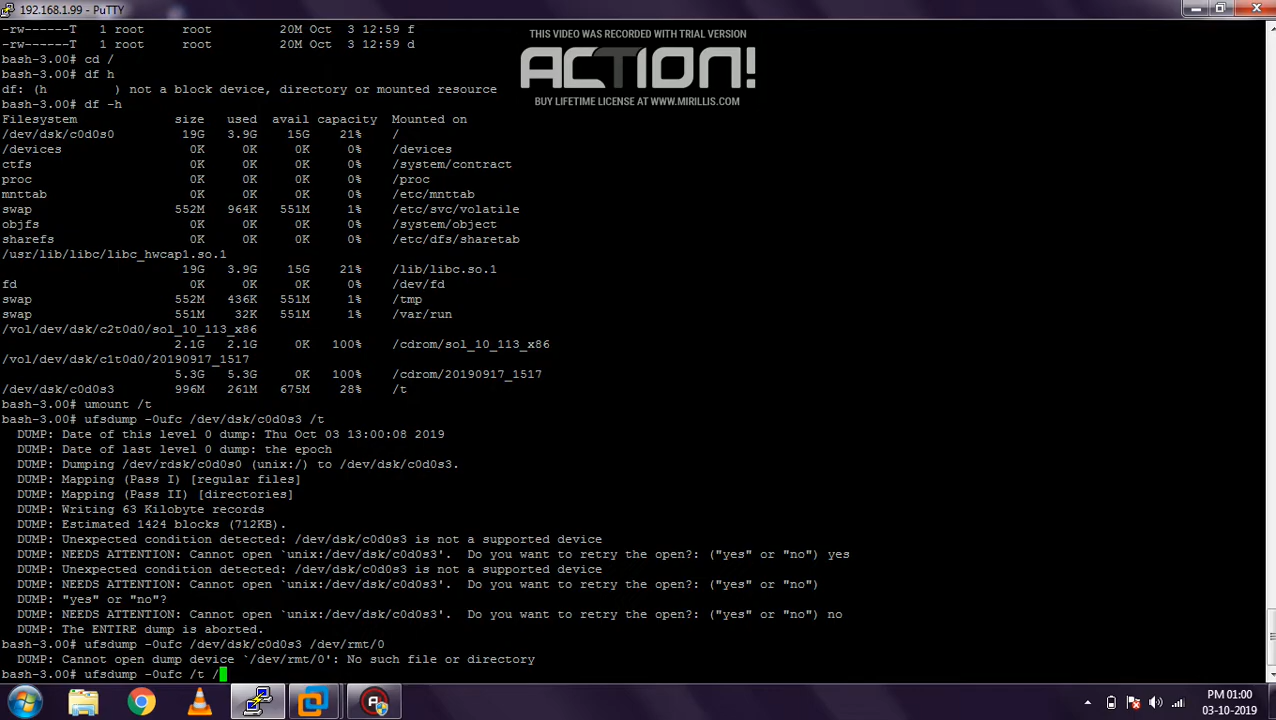 192.168.1.99 - PuTTY
-rw------T   1 root     root         20M Oct  3 12:59 f
-rw------T   1 root     root         20M Oct  3 12:59 d
bash-3.00# cd /
bash-3.00# df h
df: (h         ) not a block device, directory or mounted resource
bash-3.00# df -h
Filesystem             size   used  avail capacity  Mounted on
/dev/dsk/c0d0s0         19G   3.9G    15G    21%    /
/devices                 0K     0K     0K     0%    /devices
ctfs                     0K     0K     0K     0%    /system/contract
proc                     0K     0K     0K     0%    /proc
mnttab                   0K     0K     0K     0%    /etc/mnttab
swap                   552M   964K   551M     1%    /etc/svc/volatile
objfs                    0K     0K     0K     0%    /system/object
sharefs                  0K     0K     0K     0%    /etc/dfs/sharetab
/usr/lib/libc/libc_hwcap1.so.1
                        19G   3.9G    15G    21%    /lib/libc.so.1
fd                       0K     0K     0K     0%    /dev/fd
swap                   552M   436K   551M     1%    /tmp
swap                   551M    32K   551M     1%    /var/run
/vol/dev/dsk/c2t0d0/sol_10_113_x86
                       2.1G   2.1G     0K   100%    /cdrom/sol_10_113_x86
/vol/dev/dsk/c1t0d0/20190917_1517
                       5.3G   5.3G     0K   100%    /cdrom/20190917_1517
/dev/dsk/c0d0s3        996M   261M   675M    28%    /t
bash-3.00# umount /t
bash-3.00# ufsdump -0ufc /dev/dsk/c0d0s3 /t
  DUMP: Date of this level 0 dump: Thu Oct 03 13:00:08 2019
  DUMP: Date of last level 0 dump: the epoch
  DUMP: Dumping /dev/rdsk/c0d0s0 (unix:/) to /dev/dsk/c0d0s3.
  DUMP: Mapping (Pass I) [regular files]
  DUMP: Mapping (Pass II) [directories]
  DUMP: Writing 63 Kilobyte records
  DUMP: Estimated 1424 blocks (712KB).
  DUMP: Unexpected condition detected: /dev/dsk/c0d0s3 is not a supported device
  DUMP: NEEDS ATTENTION: Cannot open `unix:/dev/dsk/c0d0s3'.  Do you want to retry the open?: ("yes" or "no") yes
  DUMP: Unexpected condition detected: /dev/dsk/c0d0s3 is not a supported device
  DUMP: NEEDS ATTENTION: Cannot open `unix:/dev/dsk/c0d0s3'.  Do you want to retry the open?: ("yes" or "no")
  DUMP: "yes" or "no"?
  DUMP: NEEDS ATTENTION: Cannot open `unix:/dev/dsk/c0d0s3'.  Do you want to retry the open?: ("yes" or "no") no
  DUMP: The ENTIRE dump is aborted.
bash-3.00# ufsdump -0ufc /dev/dsk/c0d0s3 /dev/rmt/0
  DUMP: Cannot open dump device `/dev/rmt/0': No such file or directory
bash-3.00# ufsdump -0ufc /t /
THIS VIDEO WAS RECORDED WITH TRIAL VERSION
ACTION!
BUY LIFETIME LICENSE AT WWW.MIRILLIS.COM
PM 01:00
03-10-2019